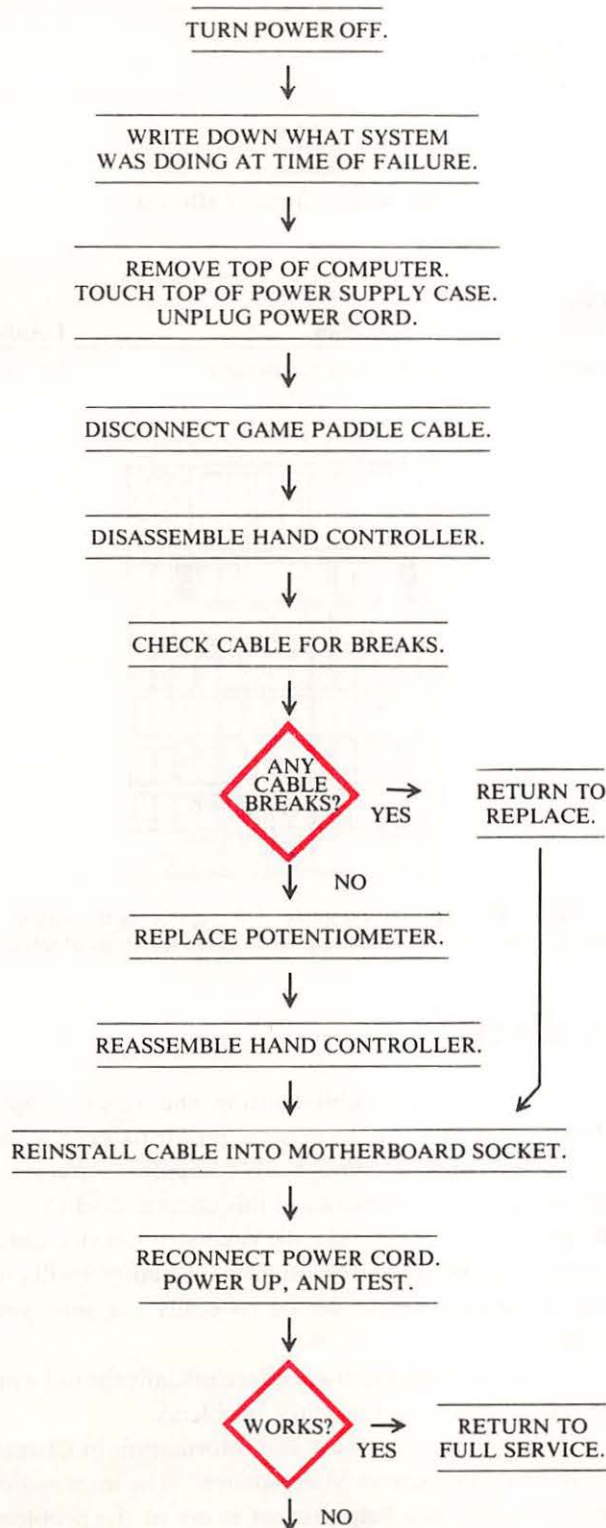 TURN POWER OFF.
WRITE DOWN WHAT SYSTEM
WAS DOING AT TIME OF FAILURE.
REMOVE TOP OF COMPUTER.
TOUCH TOP OF POWER SUPPLY CASE.
UNPLUG POWER CORD.
DISCONNECT GAME PADDLE CABLE.
DISASSEMBLE HAND CONTROLLER.
CHECK CABLE FOR BREAKS.
ANY
CABLE
BREAKS?
YES
RETURN TO
REPLACE.
NO
REPLACE POTENTIOMETER.
REASSEMBLE HAND CONTROLLER.
REINSTALL CABLE INTO MOTHERBOARD SOCKET.
RECONNECT POWER CORD.
POWER UP, AND TEST.
WORKS?
YES
RETURN TO
FULL SERVICE.
NO